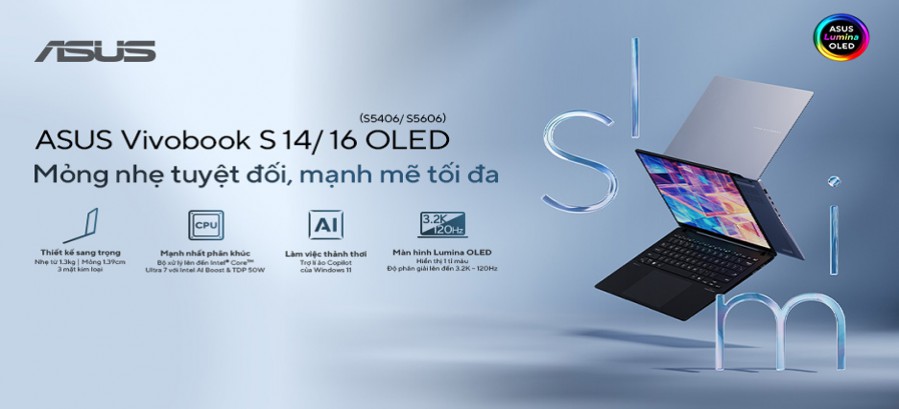 ASUS
ASUS
Lumina
OLED
(S5406/ S5606)
ASUS Vivobook S 14/ 16 OLED
Mỏng nhẹ tuyệt đối, mạnh mẽ tối đa
CPU
AI
3.2K
120Hz
Thiết kế sang trọng
Nhẹ từ 1.3kg | Mỏng 1.39cm
3 mặt kim loại
Mạnh nhất phân khúc
Bộ xử lý lên đến Intel® Core™
Ultra 7 với Intel AI Boost & TDP 50W
Làm việc thảnh thơi
Trợ lí ảo Copilot
của Windows 11
Màn hình Lumina OLED
Hiển thị 1 tỉ màu
Độ phân giải lên đến 3.2K - 120Hz
Slim